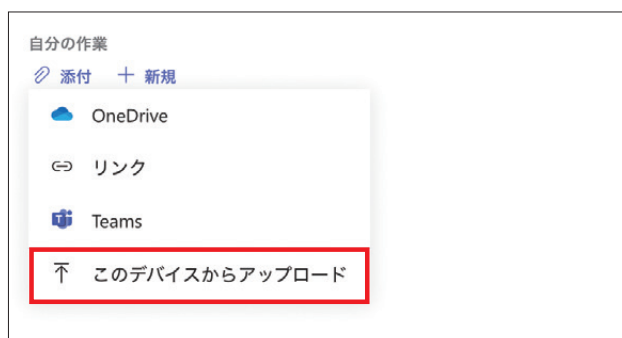 自分の作業
添付 新規
OneDrive
リンク
Teams
このデバイスからアップロード